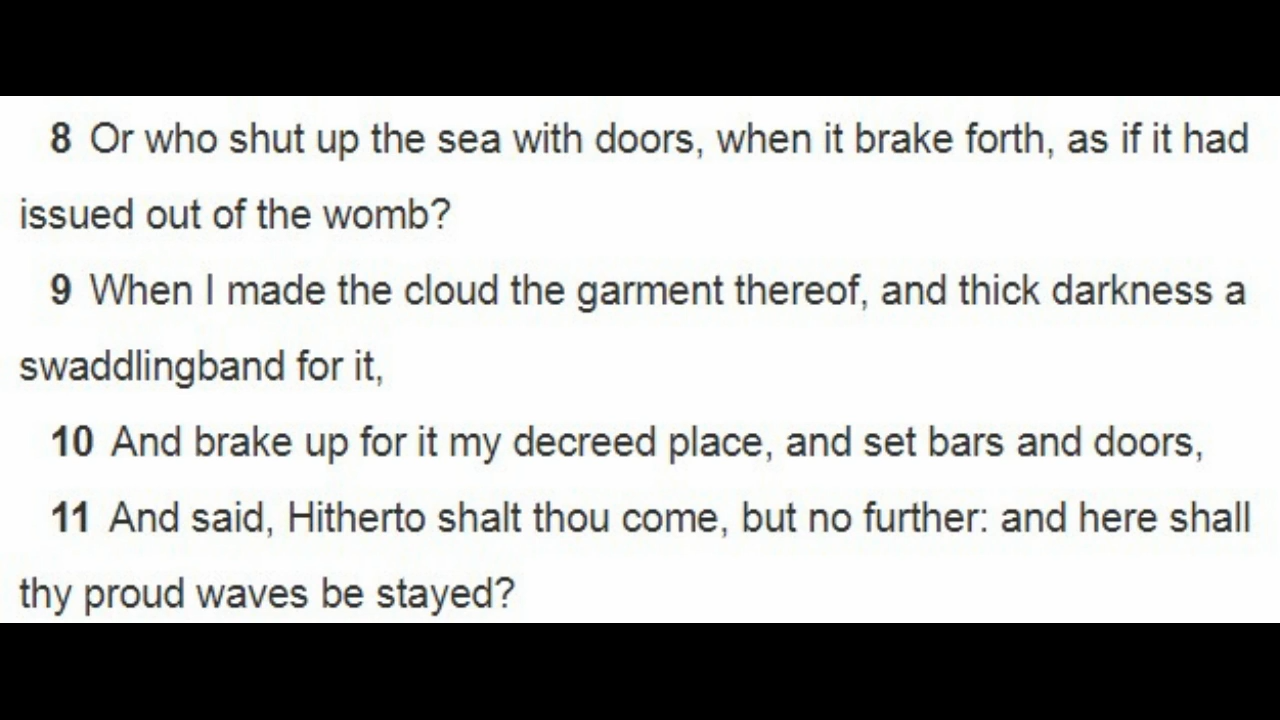 8 Or who shut up the sea with doors, when it brake forth, as if it had
issued out of the womb?
9 When I made the cloud the garment thereof, and thick darkness a
swaddlingband for it,
10 And brake up for it my decreed place, and set bars and doors,
11 And said, Hitherto shalt thou come, but no further: and here shall
thy proud waves be stayed?